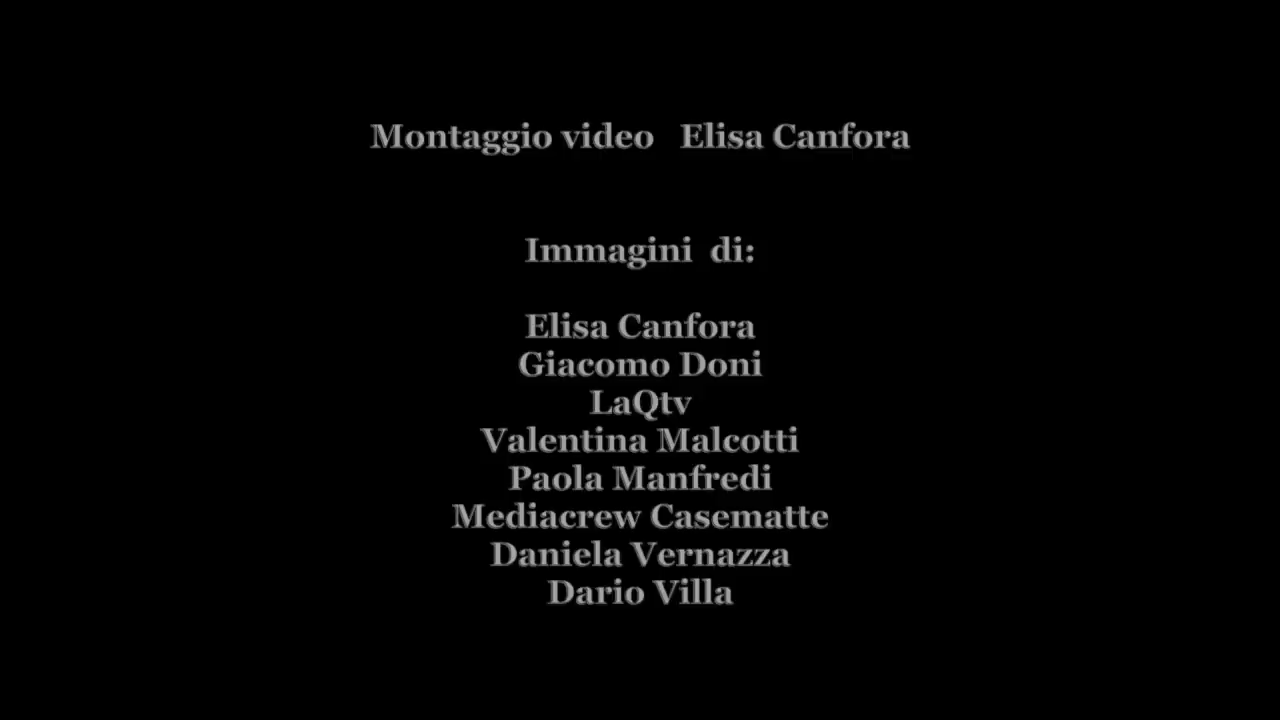 Montaggio video   Elisa Canfora
Immagini  di:
Elisa Canfora
Giacomo Doni
LaQtv
Valentina Malcotti
Paola Manfredi
Mediacrew Casematte
Daniela Vernazza
Dario Villa